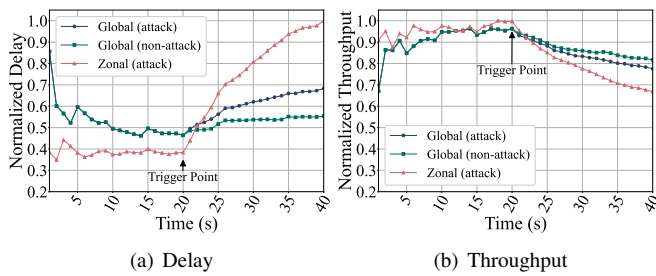 Normalized Delay
1.0
0.9
0.8
0.7
0.6
0.5
0.4
0.3
0.2
Global (attack)
Global (non-attack)
Zonal (attack)
Trigger Point
5 10 15 20 25 30 35 40
Time (s)
(a) Delay
Normalized Throughput
1.0
0.9
0.8
0.7
0.6
0.5
0.4
0.3
0.2
Trigger Point
Global (attack)
Global (non-attack)
Zonal (attack)
5 10 15 20 25 30 35 40
Time (s)
(b) Throughput